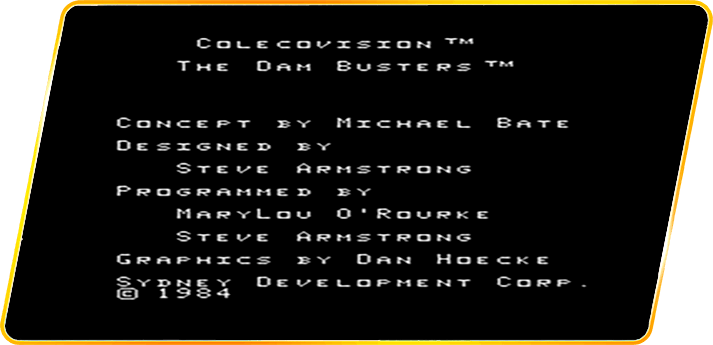 Colecovision™
The Dam Busters™
Concept by Michael Bate
Designed by
Steve Armstrong
Programmed by
MaryLou O'Rourke
Steve Armstrong
Graphics by Dan Hoecke
Sydney Development Corp.
© 1984